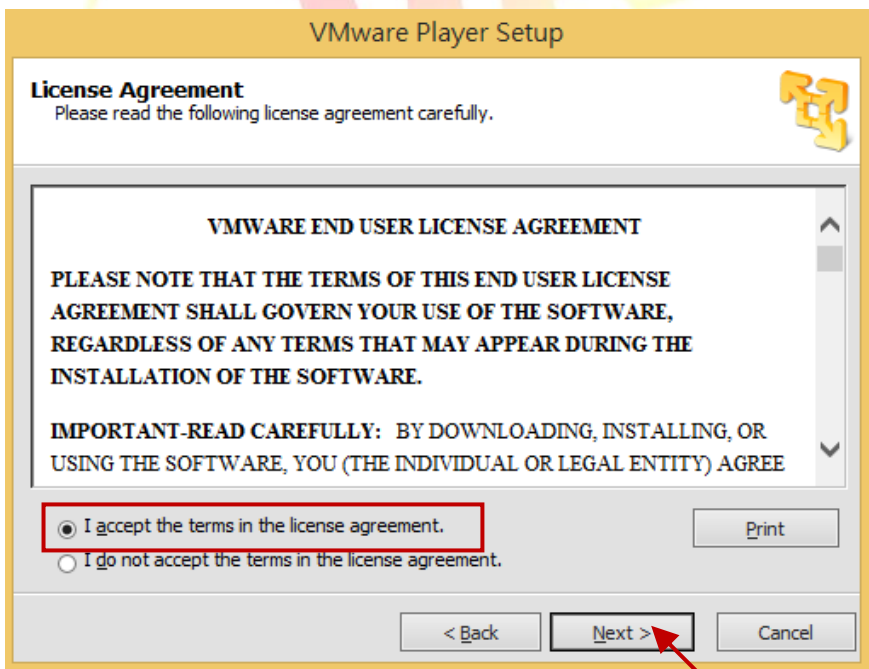 VMware Player Setup
License Agreement
Please read the following license agreement carefully.
VMWARE END USER LICENSE AGREEMENT
PLEASE NOTE THAT THE TERMS OF THIS END USER LICENSE
AGREEMENT SHALL GOVERN YOUR USE OF THE SOFTWARE,
REGARDLESS OF ANY TERMS THAT MAY APPEAR DURING THE
INSTALLATION OF THE SOFTWARE.
IMPORTANT-READ CAREFULLY: BY DOWNLOADING, INSTALLING, OR
USING THE SOFTWARE, YOU (THE INDIVIDUAL OR LEGAL ENTITY) AGREE
I accept the terms in the license agreement.
Print
I do not accept the terms in the license agreement.
< Back Next > Cancel